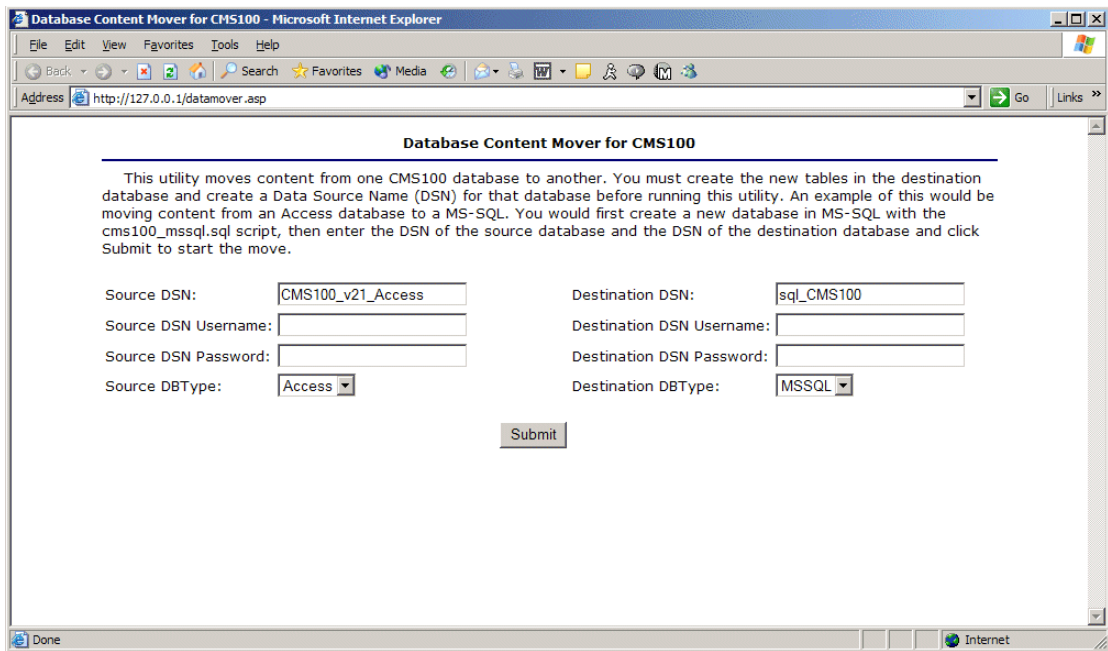 Database Content Mover for CMS100 - Microsoft Internet Explorer
File Edit View Favorites Tools Help
Back Search Favorites Media
Address http://127.0.0.1/datamover.asp Go Links »
Database Content Mover for CMS100
This utility moves content from one CMS100 database to another. You must create the new tables in the destination
database and create a Data Source Name (DSN) for that database before running this utility. An example of this would be
moving content from an Access database to a MS-SQL. You would first create a new database in MS-SQL with the
cms100_mssql.sql script, then enter the DSN of the source database and the DSN of the destination database and click
Submit to start the move.
Source DSN: CMS100_v21_Access Destination DSN: sql_CMS100
Source DSN Username: Destination DSN Username:
Source DSN Password: Destination DSN Password:
Source DBType: Access Destination DBType: MSSQL
Submit
Done Internet